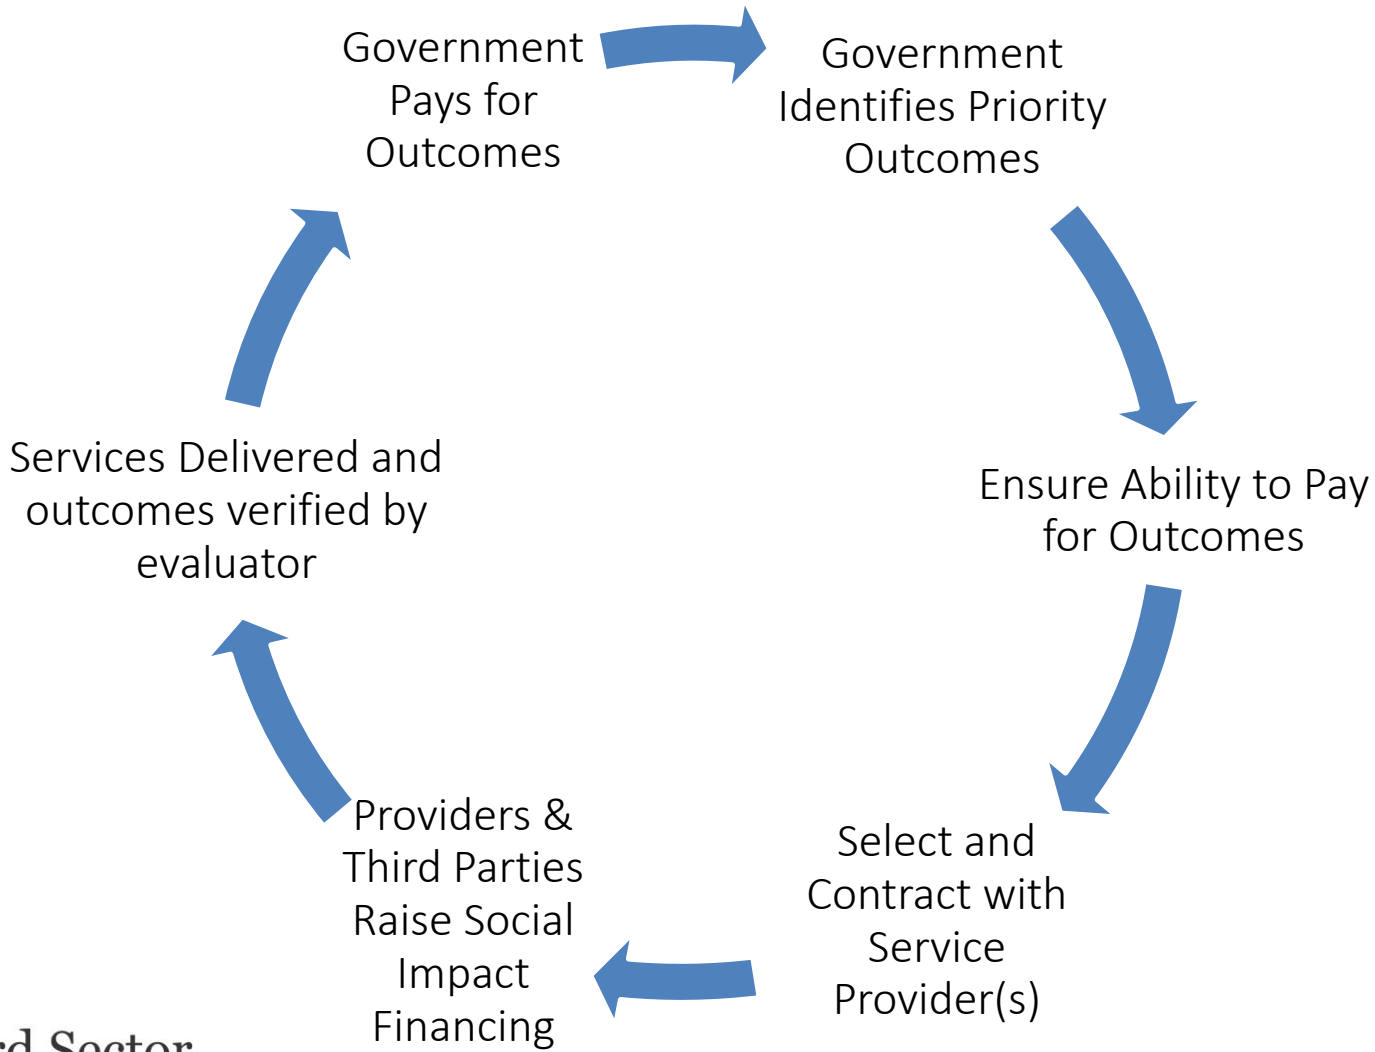 Government
Pays for
Outcomes
Government
Identifies Priority
Outcomes
Ensure Ability to Pay
for Outcomes
Select and
Contract with
Service
Provider(s)
Providers &
Third Parties
Raise Social
Impact
Financing
Services Delivered and
outcomes verified by
evaluator
Sector